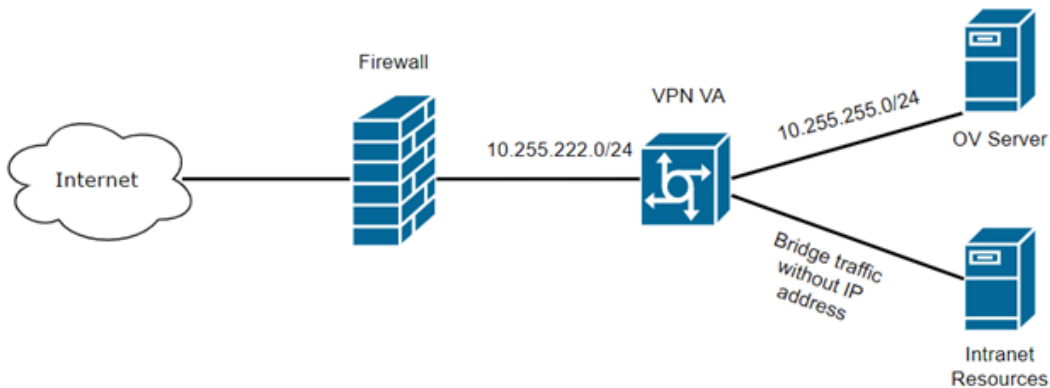 Internet
Firewall
10.255.222.0/24
VPN VA
10.255.255.0/24
OV Server
Bridge traffic
without IP
address
Intranet
Resources